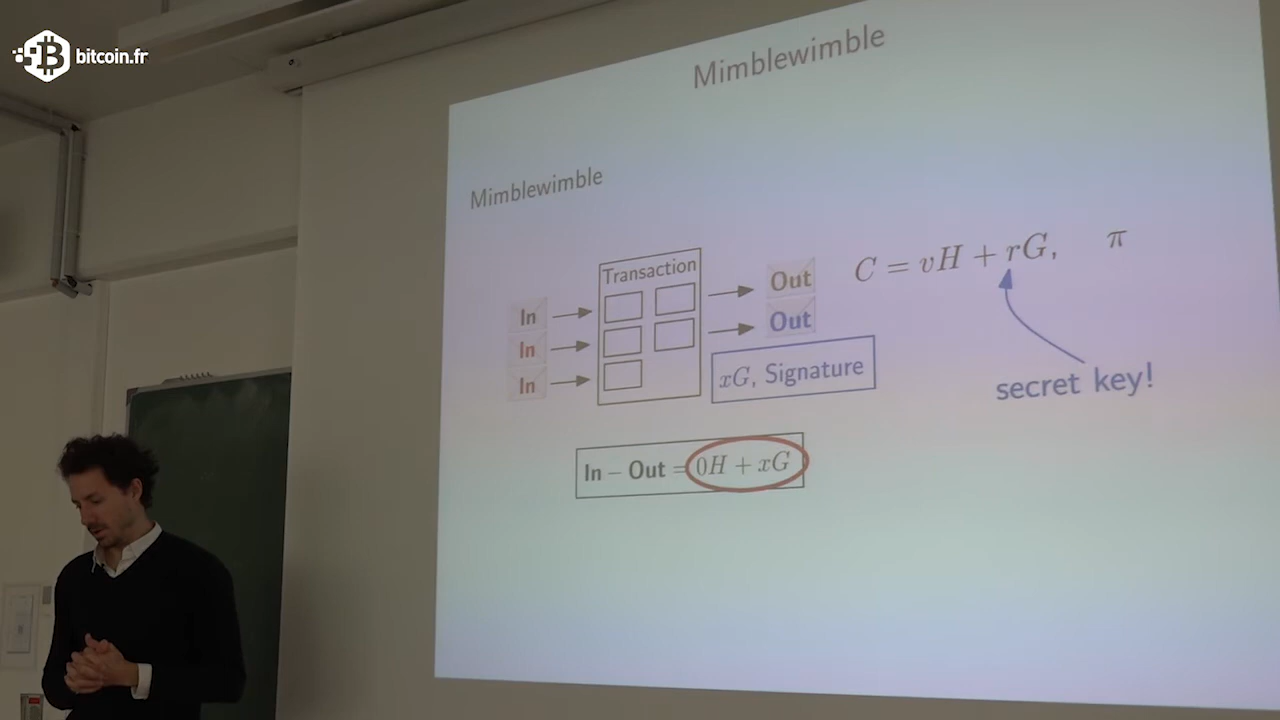 bitcoin.fr
Mimblewimble
Mimblewimble
Transaction
In
In
In
Out
Out
C = vH + rG, π
xG, Signature
secret key!
In – Out = 0H + xG